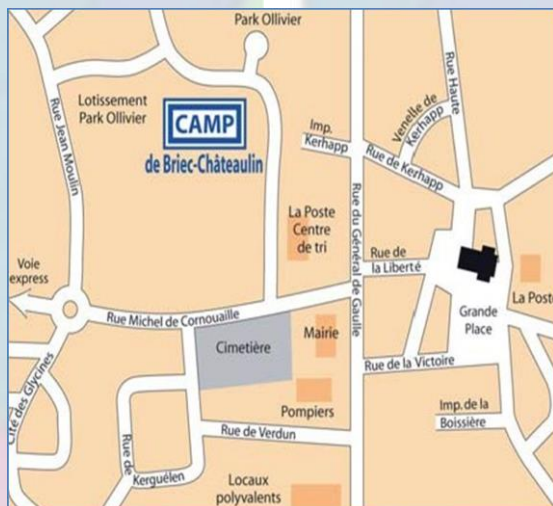 Park Ollivier
Rue Jean Moulin
Lotissement
Park Ollivier
CAMP
de Briec-Châteaulin
Imp.
Kerhapp
Venelle de
Kerhapp
Rue Haute
Rue de Kerhapp
La Poste
Centre
de tri
Rue du Général de Gaulle
Rue de
la Liberté
Voie
express
La Poste
Rue Michel de Cornouaille
Grande
Place
Cimetière
Mairie
Rue de la Victoire
Cité des Glycines
Pompiers
Imp. de la
Boissière
Rue de
Kerguélen
Rue de Verdun
Locaux
polyvalents